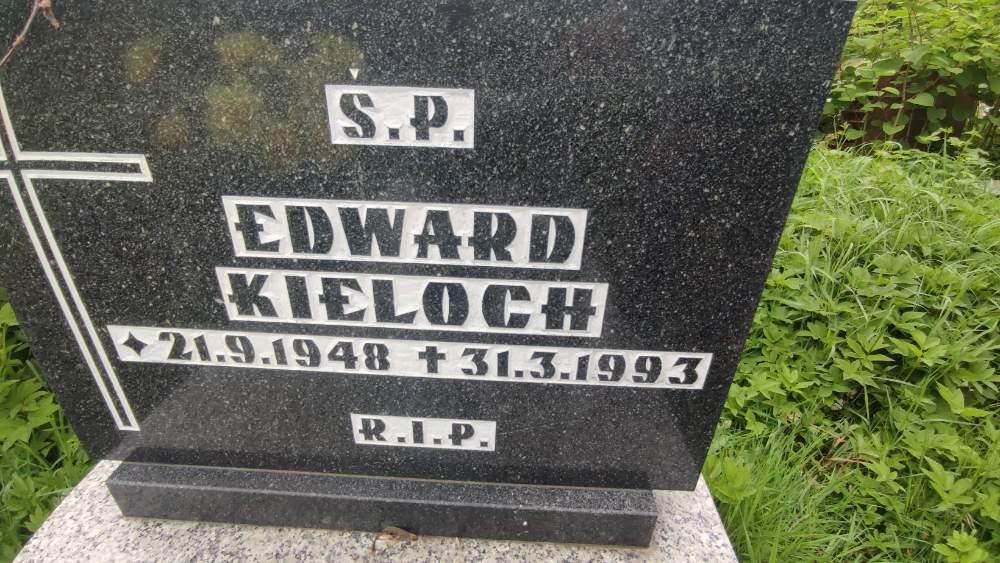 Ś.P.
EDWARD
KIELOCH
✦21.9.1948 ✝31.3.1993
R.I.P.